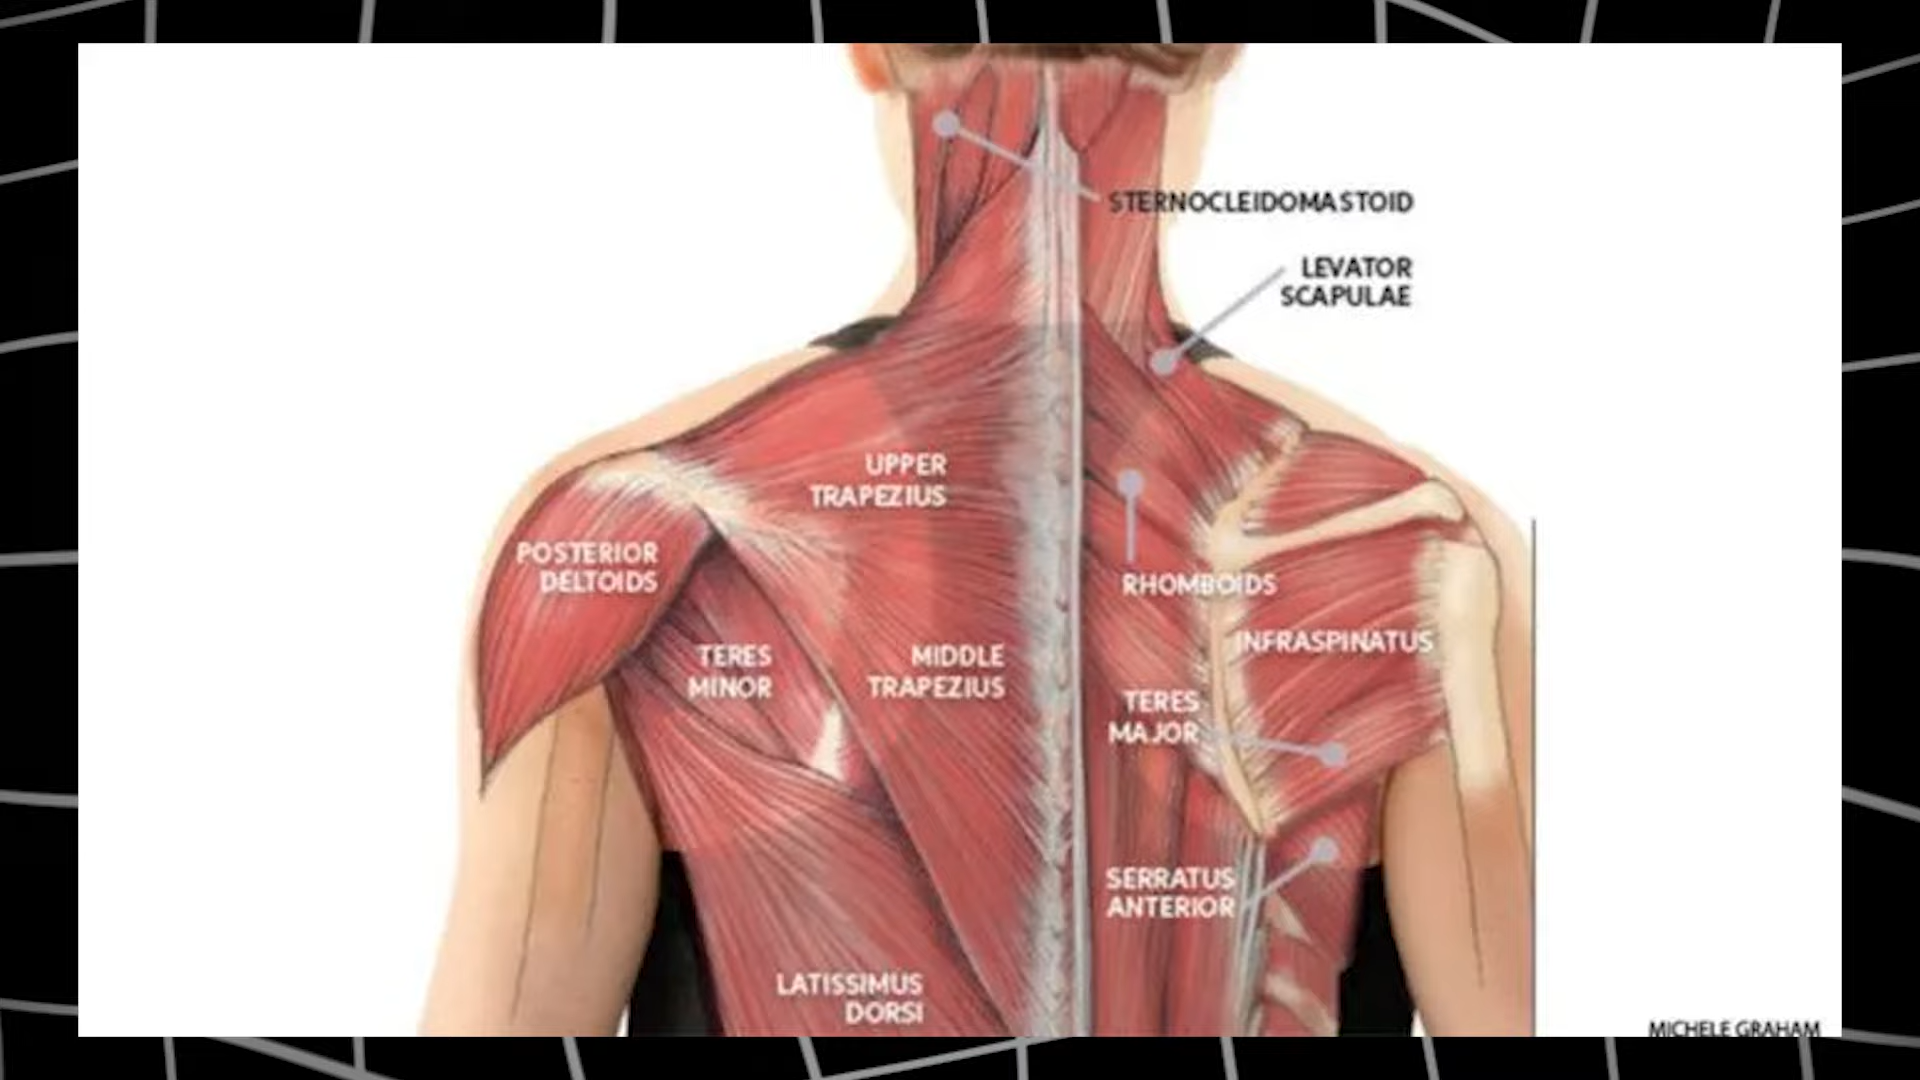 STERNOCLEIDOMASTOID
LEVATOR
SCAPULAE
UPPER
TRAPEZIUS
POSTERIOR
DELTOIDS
RHOMBOIDS
INFRASPINATUS
TERES
MINOR
MIDDLE
TRAPEZIUS
TERES
MAJOR
SERRATUS
ANTERIOR
LATISSIMUS
DORSI
MICHELE GRAHAM